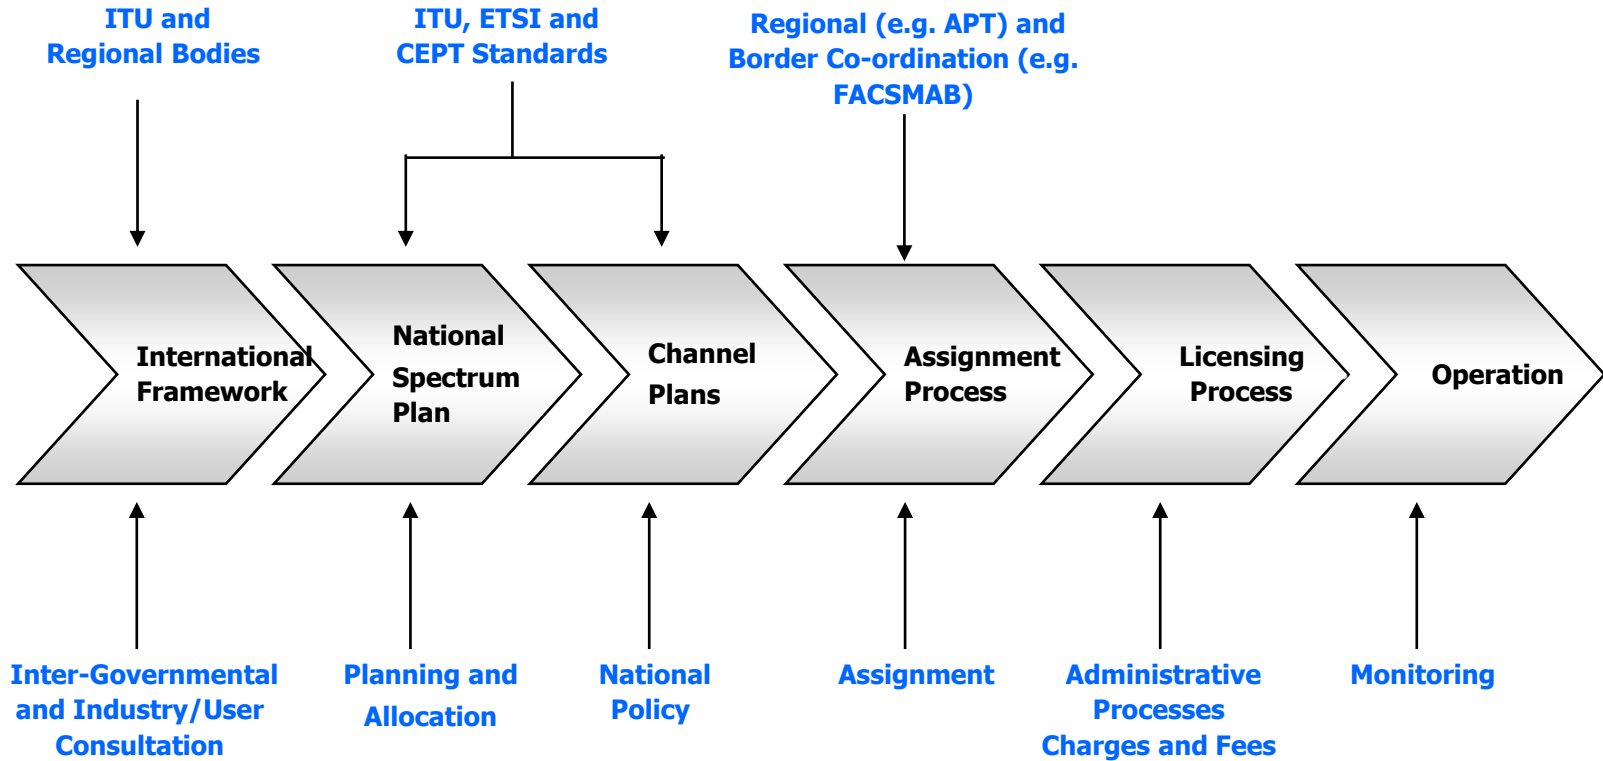 ITU and
Regional Bodies
ITU, ETSI and
CEPT Standards
Regional (e.g. APT) and
Border Co-ordination (e.g.
FACSMAB)
International
Framework
National
Spectrum
Plan
Channel
Plans
Assignment
Process
Licensing
Process
Operation
Inter-Governmental
and Industry/User
Consultation
Planning and
Allocation
National
Policy
Assignment
Administrative
Processes
Charges and Fees
Monitoring